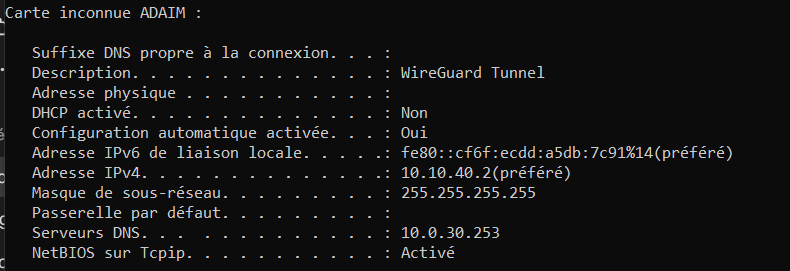 Carte inconnue ADAIM :
Suffixe DNS propre à la connexion. . . :
Description. . . . . . . . . . . . . . : WireGuard Tunnel
Adresse physique . . . . . . . . . . . :
DHCP activé. . . . . . . . . . . . . . : Non
Configuration automatique activée. . . : Oui
Adresse IPv6 de liaison locale. . . . .: fe80::cf6f:ecdd:a5db:7c91%14(préféré)
Adresse IPv4. . . . . . . . . . . . . .: 10.10.40.2(préféré)
Masque de sous-réseau. . . . . . . . . : 255.255.255.255
Passerelle par défaut. . . . . . . . . :
Serveurs DNS. . .  . . . . . . . . . . : 10.0.30.253
NetBIOS sur Tcpip. . . . . . . . . . . : Activé